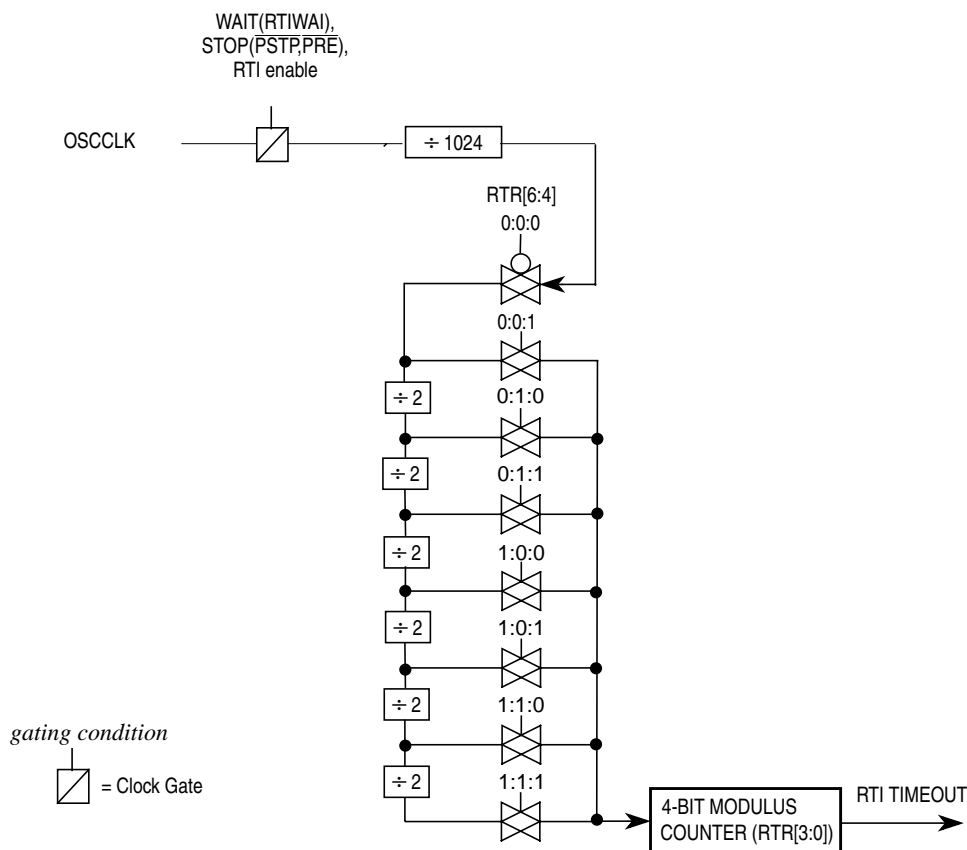 WAIT(RTIWAI),
STOP(PSTP,PRE),
RTI enable
OSCCLK
÷ 1024
RTR[6:4]
0:0:0
0:0:1
÷ 2
0:1:0
÷ 2
0:1:1
÷ 2
1:0:0
÷ 2
1:0:1
÷ 2
1:1:0
gating condition
÷ 2
= Clock Gate
1:1:1
4-BIT MODULUS
COUNTER (RTR[3:0])
RTI TIMEOUT